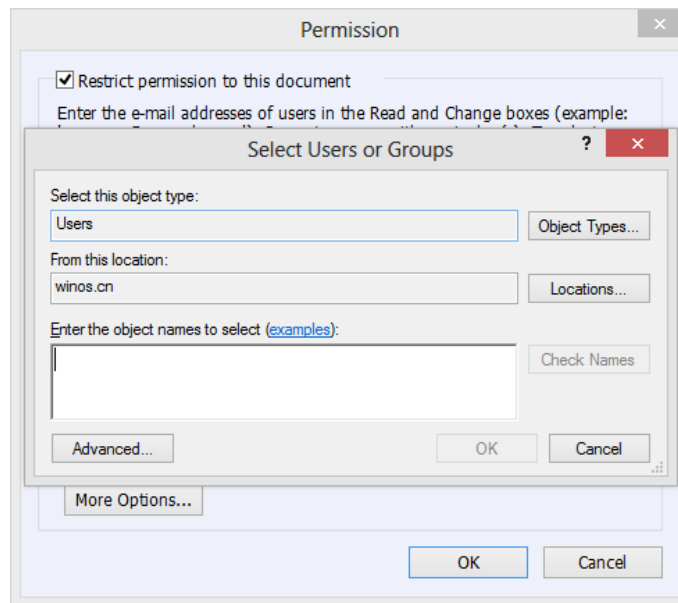 Permission
Restrict permission to this document
Enter the e-mail addresses of users in the Read and Change boxes (example:
Select Users or Groups
?
Select this object type:
Users
Object Types...
From this location:
winos.cn
Locations...
Enter the object names to select (examples):
Check Names
Advanced...
OK
Cancel
More Options...
OK
Cancel